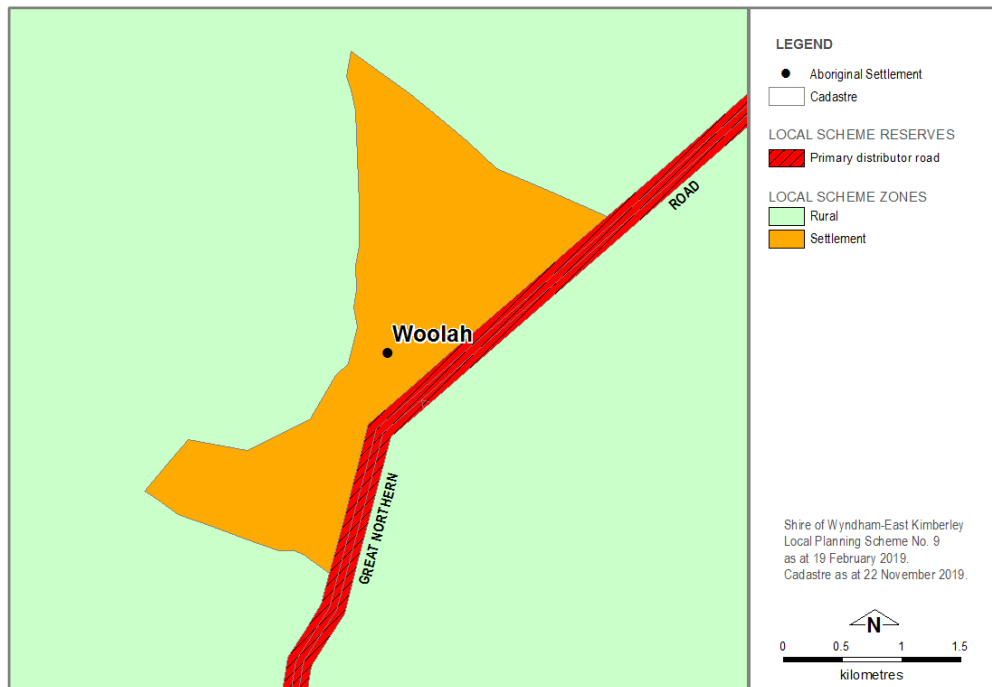 Woolah
ROAD
GREAT NORTHERN
LEGEND
Aboriginal Settlement
Cadastre
LOCAL SCHEME RESERVES
Primary distributor road
LOCAL SCHEME ZONES
Rural
Settlement
Shire of Wyndham-East Kimberley
Local Planning Scheme No. 9
as at 19 February 2019.
Cadastre as at 22 November 2019.
N
0 0.5 1 1.5
kilometres